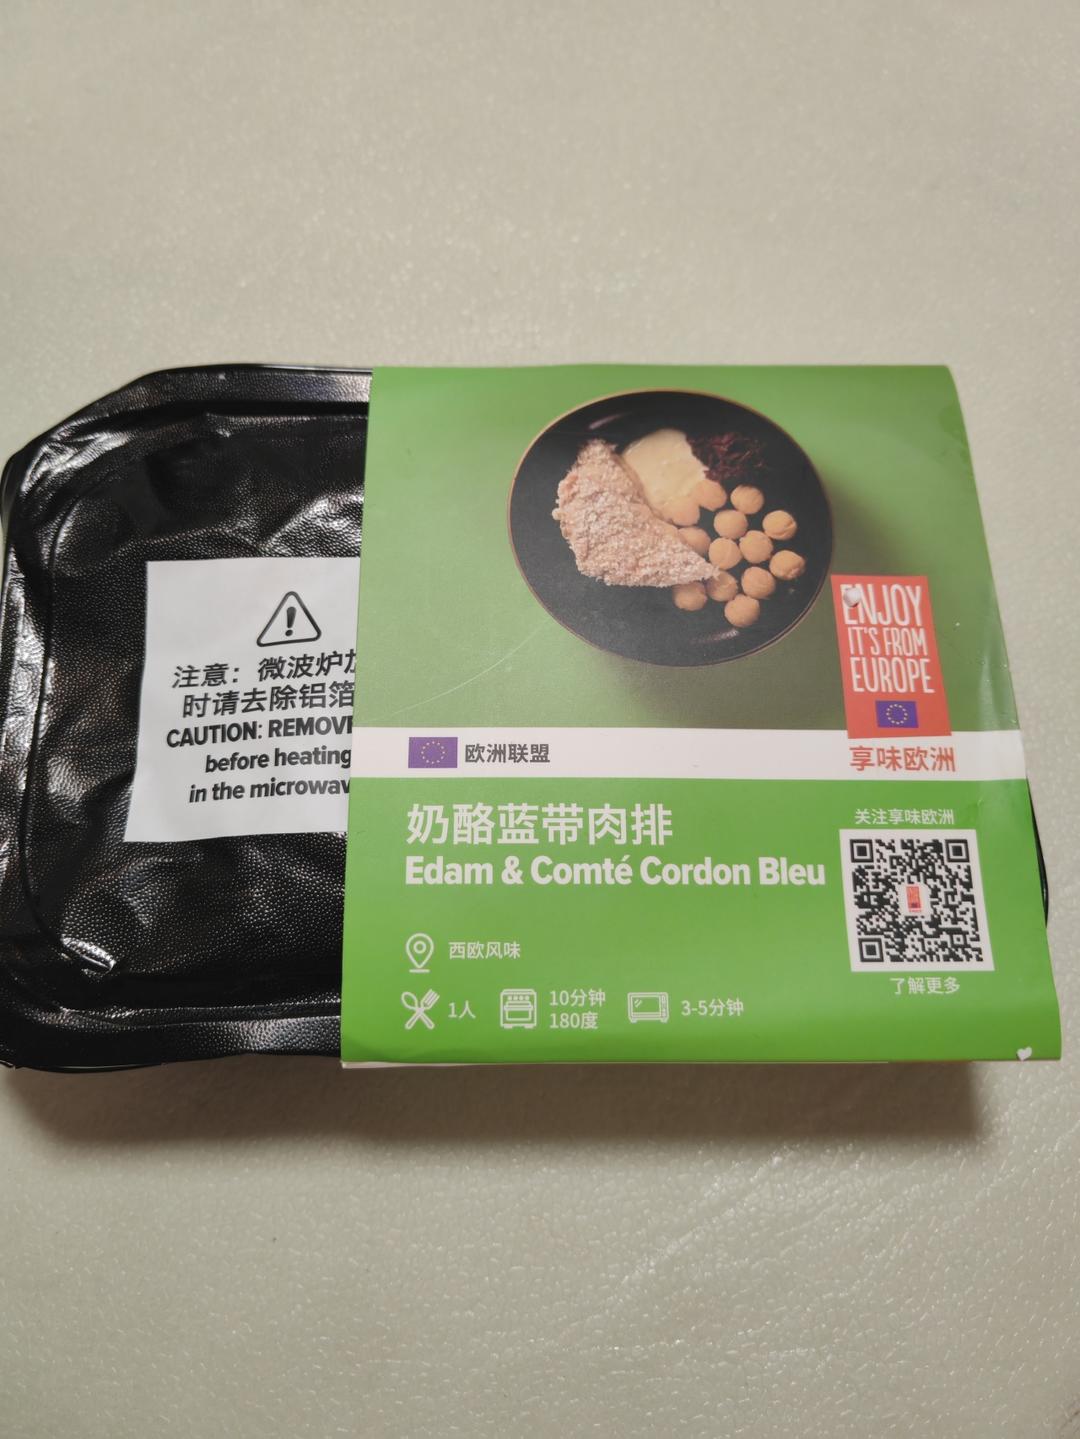 注意：微波炉加
时请去除铝箔
CAUTION: REMOVE
before heating
in the microwav
ENJOY
IT'S FROM
EUROPE
享味欧洲
欧洲联盟
奶酪蓝带肉排
Edam & Comté Cordon Bleu
西欧风味
1人
10分钟
180度
3-5分钟
关注享味欧洲
了解更多